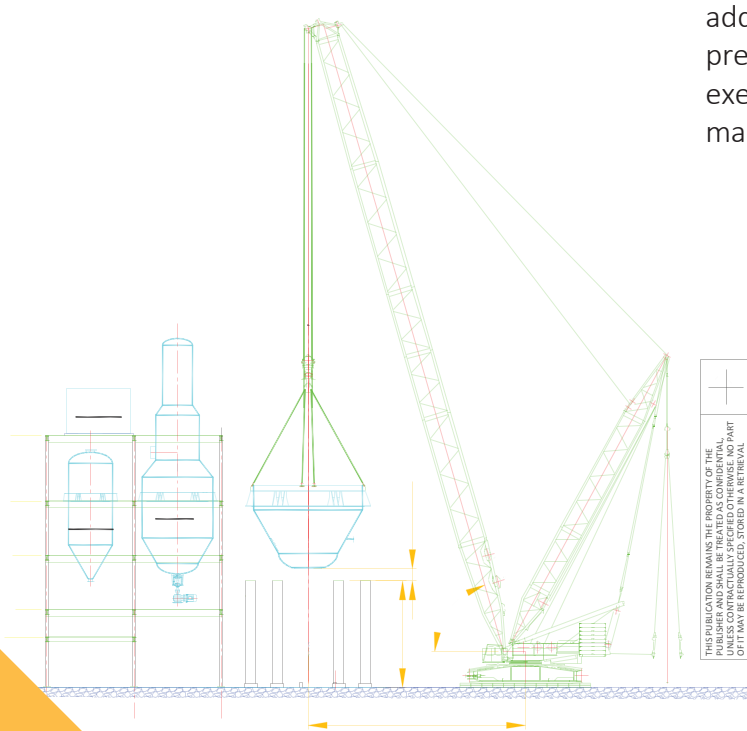 add
pre
exe
ma
THIS PUBLICATION REMAINS THE PROPERTY OF THE
PUBLISHER AND SHALL BE TREATED AS CONFIDENTIAL,
UNLESS CONTRACTUALLY SPECIFIED OTHERWISE. NO PART
OF IT MAY BE REPRODUCED, STORED IN A RETRIEVAL